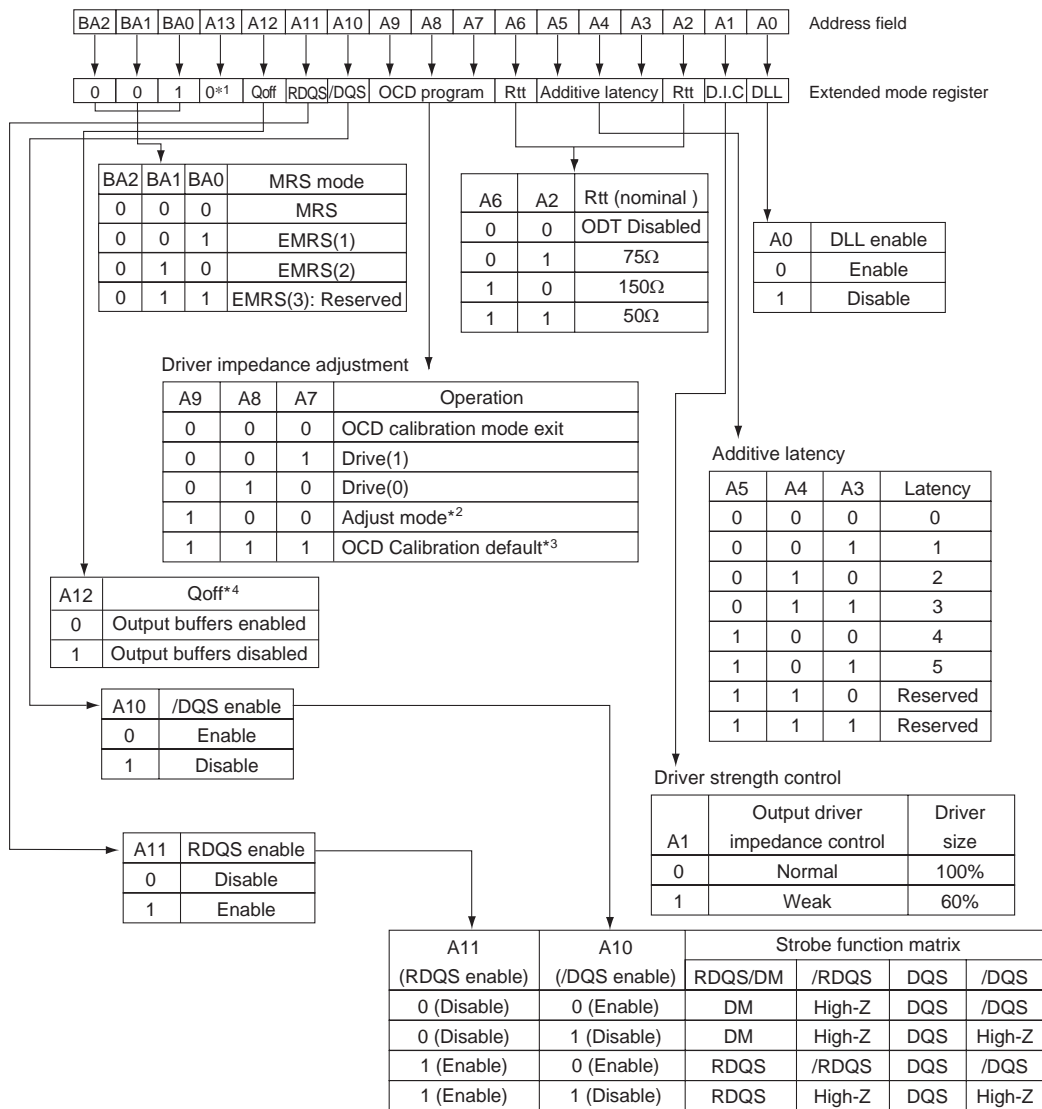 BA2 BA1 BA0 A13 A12 A11 A10 A9 A8 A7 A6 A5 A4 A3 A2 A1 A0 Address field
0 0 1 0*1 Qoff RDQS /DQS OCD program Rtt Additive latency Rtt D.I.C DLL Extended mode register
BA2 BA1 BA0 MRS mode
0 0 0 MRS
0 0 1 EMRS(1)
0 1 0 EMRS(2)
0 1 1 EMRS(3): Reserved
A6 A2 Rtt (nominal )
0 0 ODT Disabled
0 1 75Ω
1 0 150Ω
1 1 50Ω
A0 DLL enable
0 Enable
1 Disable
Driver impedance adjustment
A9 A8 A7 Operation
0 0 0 OCD calibration mode exit
0 0 1 Drive(1)
0 1 0 Drive(0)
1 0 0 Adjust mode*2
1 1 1 OCD Calibration default*3
Additive latency
A5 A4 A3 Latency
0 0 0 0
0 0 1 1
0 1 0 2
0 1 1 3
1 0 0 4
1 0 1 5
1 1 0 Reserved
1 1 1 Reserved
A12 Qoff*4
0 Output buffers enabled
1 Output buffers disabled
A10 /DQS enable
0 Enable
1 Disable
Driver strength control
Output driver Driver
A1 impedance control size
0 Normal 100%
1 Weak 60%
A11 RDQS enable
0 Disable
1 Enable
A11 A10 Strobe function matrix
(RDQS enable) (/DQS enable) RDQS/DM /RDQS DQS /DQS
0 (Disable) 0 (Enable) DM High-Z DQS /DQS
0 (Disable) 1 (Disable) DM High-Z DQS High-Z
1 (Enable) 0 (Enable) RDQS /RDQS DQS /DQS
1 (Enable) 1 (Disable) RDQS High-Z DQS High-Z